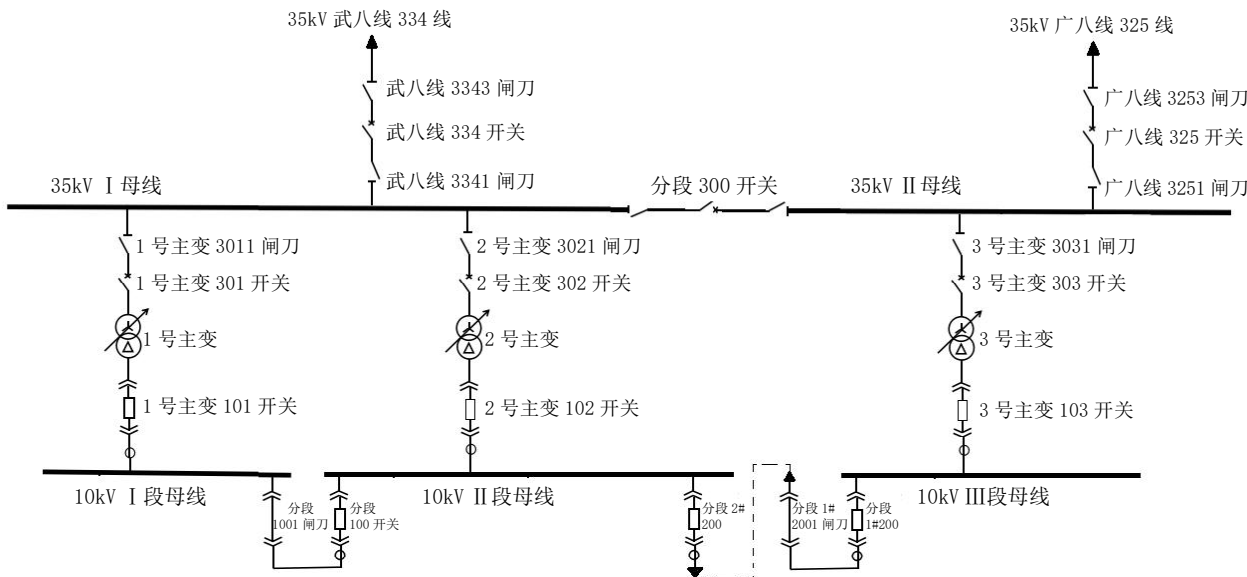 35kV 武八线 334 线
35kV 广八线 325 线
武八线 3343 闸刀
广八线 3253 闸刀
武八线 334 开关
广八线 325 开关
武八线 3341 闸刀
广八线 3251 闸刀
35kV Ⅰ母线
分段 300 开关
35kV Ⅱ母线
1 号主变 3011 闸刀
2 号主变 3021 闸刀
3 号主变 3031 闸刀
1 号主变 301 开关
2 号主变 302 开关
3 号主变 303 开关
1 号主变
2 号主变
3 号主变
1 号主变 101 开关
2 号主变 102 开关
3 号主变 103 开关
10kV Ⅰ段母线
10kV Ⅱ段母线
10kV Ⅲ段母线
分段
1001 闸刀
分段
100 开关
分段 2#
200
分段 1#
2001 闸刀
分段
1#200